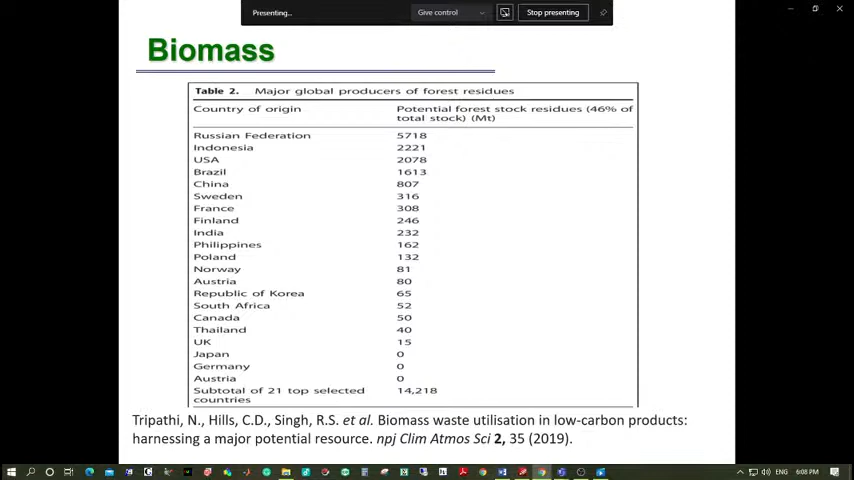 Presenting...
Give control
Stop presenting
Biomass
Table 2. Major global producers of forest residues
Country of origin Potential forest stock residues (46% of
total stock) (Mt)
Russian Federation 5718
Indonesia 2221
USA 2078
Brazil 1613
China 807
Sweden 316
France 308
Finland 246
India 232
Philippines 162
Poland 132
Norway 81
Austria 80
Republic of Korea 65
South Africa 52
Canada 50
Thailand 40
UK 15
Japan 0
Germany 0
Austria 0
Subtotal of 21 top selected 14,218
countries
Tripathi, N., Hills, C.D., Singh, R.S. et al. Biomass waste utilisation in low-carbon products:
harnessing a major potential resource. npj Clim Atmos Sci 2, 35 (2019).
ENG 6:08 PM